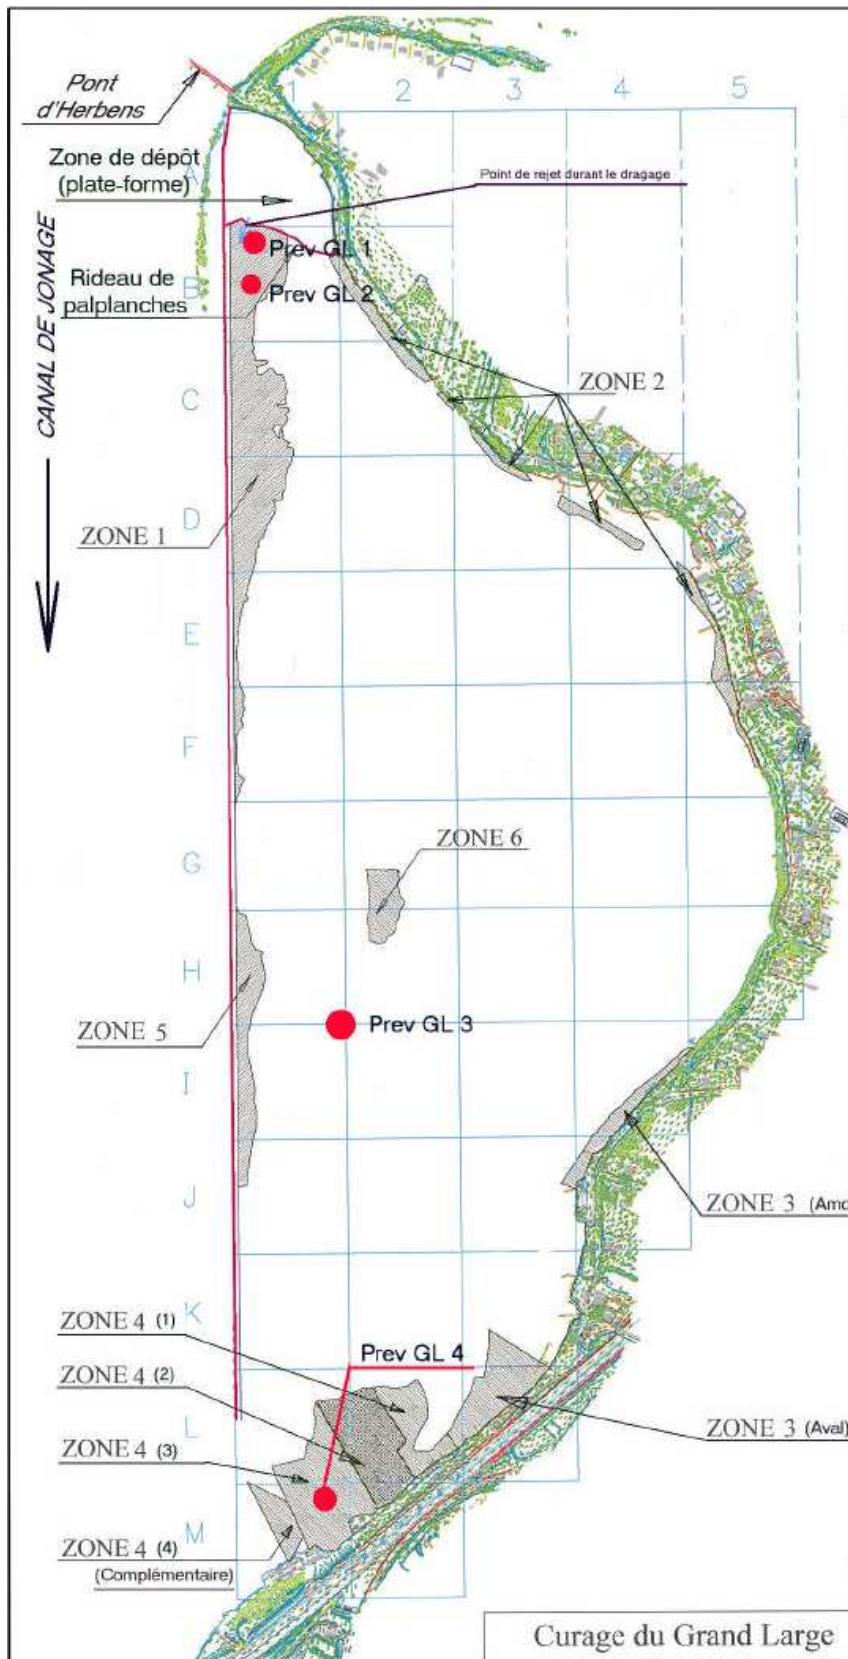 Pont
d'Herbens
1 2 3 4 5
Zone de dépôt
(plate-forme)
A
Point de rejet durant le dragage
CANAL DE JONAGE
Prev GL 1
Rideau de
palplanches
B
Prev GL 2
ZONE 2
C
D
ZONE 1
E
F
ZONE 6
G
H
Prev GL 3
ZONE 5
I
J
ZONE 3 (Amo
K
ZONE 4 (1)
Prev GL 4
ZONE 4 (2)
L
ZONE 3 (Aval)
ZONE 4 (3)
M
ZONE 4 (4)
(Complémentaire)
Curage du Grand Large